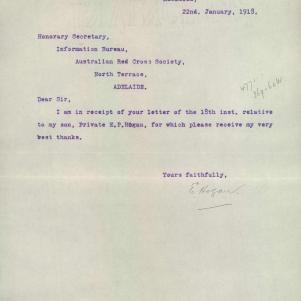 22nd. January, 1918.
Honorary Secretary,
Information Bureau,
Australian Red Cross Society,
North Terrace,
ADELAIDE.
Dear Sir,
I am in receipt of your letter of the 18th inst. relative
to my son, Private E.P.Hogan, for which please receive my very
best thanks.
Yours faithfully,
E Hogan